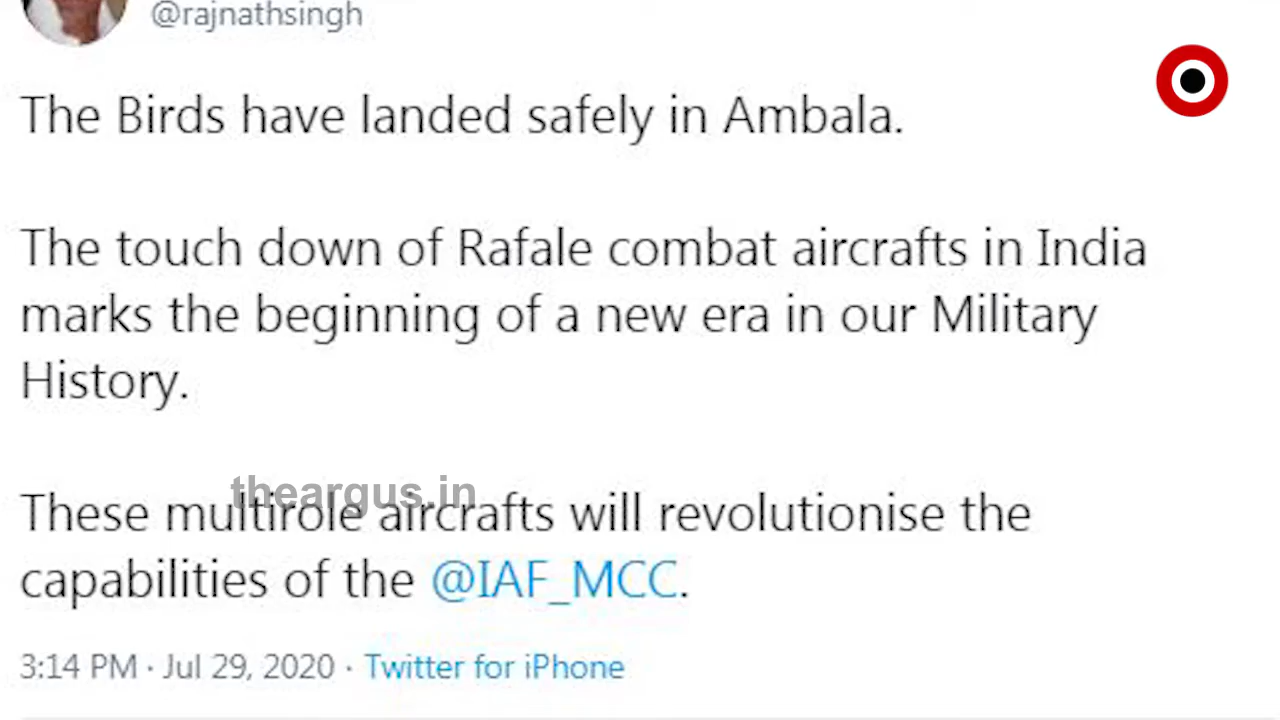 @rajnathsingh
The Birds have landed safely in Ambala.
The touch down of Rafale combat aircrafts in India
marks the beginning of a new era in our Military
History.
theargus.in
These multirole aircrafts will revolutionise the
capabilities of the @IAF_MCC.
3:14 PM · Jul 29, 2020 · Twitter for iPhone